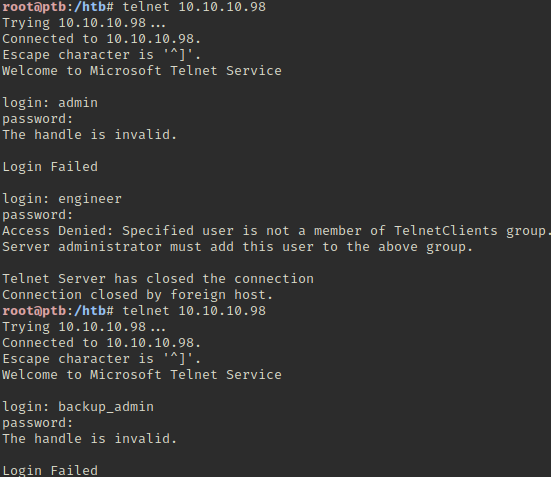 root@ptb:/htb# telnet 10.10.10.98
Trying 10.10.10.98...
Connected to 10.10.10.98.
Escape character is '^]'.
Welcome to Microsoft Telnet Service
login: admin
password:
The handle is invalid.
Login Failed
login: engineer
password:
Access Denied: Specified user is not a member of TelnetClients group.
Server administrator must add this user to the above group.
Telnet Server has closed the connection
Connection closed by foreign host.
root@ptb:/htb# telnet 10.10.10.98
Trying 10.10.10.98...
Connected to 10.10.10.98.
Escape character is '^]'.
Welcome to Microsoft Telnet Service
login: backup_admin
password:
The handle is invalid.
Login Failed